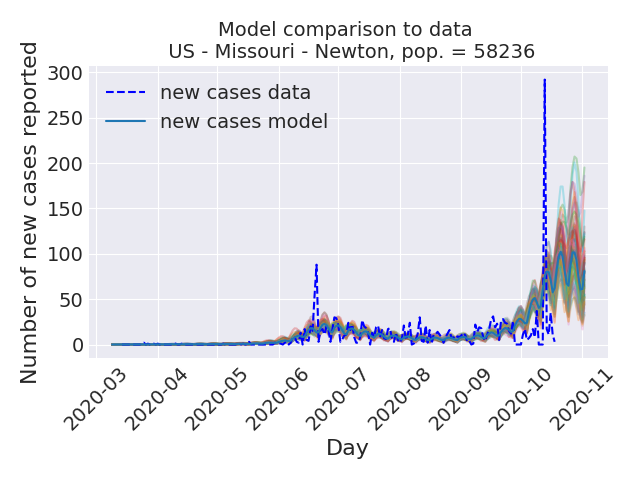 Model comparison to data
US - Missouri - Newton, pop. = 58236
Number of new cases reported
300
250
200
150
100
50
0
new cases data
new cases model
2020-03
2020-04
2020-05
2020-06
2020-07
2020-08
2020-09
2020-10
2020-11
Day